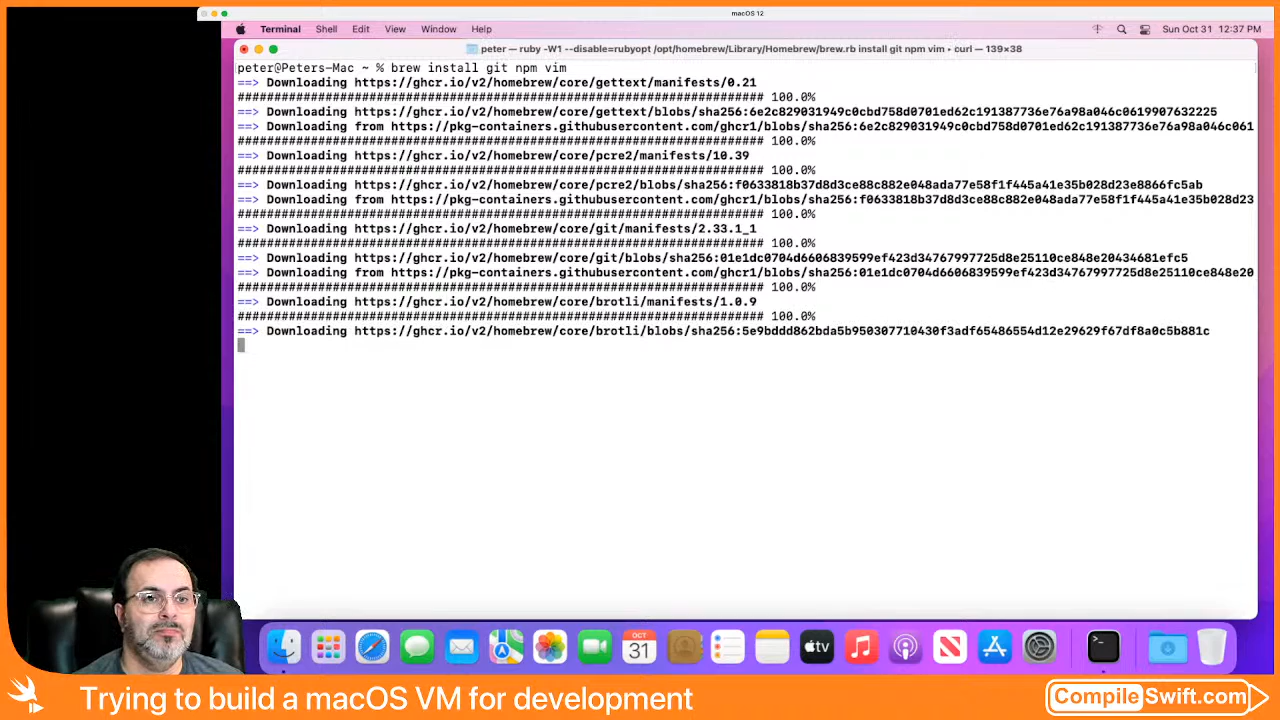 macOS 12
Terminal Shell Edit View Window Help Sun Oct 31 12:37 PM
peter — ruby -W1 --disable=rubyopt /opt/homebrew/Library/Homebrew/brew.rb install git npm vim ▸ curl — 139×38
peter@Peters-Mac ~ % brew install git npm vim
==> Downloading https://ghcr.io/v2/homebrew/core/gettext/manifests/0.21
######################################################################## 100.0%
==> Downloading https://ghcr.io/v2/homebrew/core/gettext/blobs/sha256:6e2c829031949c0cbd758d0701ed62c191387736e76a98a046c0619907632225
==> Downloading from https://pkg-containers.githubusercontent.com/ghcr1/blobs/sha256:6e2c829031949c0cbd758d0701ed62c191387736e76a98a046c061
######################################################################## 100.0%
==> Downloading https://ghcr.io/v2/homebrew/core/pcre2/manifests/10.39
######################################################################## 100.0%
==> Downloading https://ghcr.io/v2/homebrew/core/pcre2/blobs/sha256:f0633818b37d8d3ce88c882e048ada77e58f1f445a41e35b028d23e8866fc5ab
==> Downloading from https://pkg-containers.githubusercontent.com/ghcr1/blobs/sha256:f0633818b37d8d3ce88c882e048ada77e58f1f445a41e35b028d23
######################################################################## 100.0%
==> Downloading https://ghcr.io/v2/homebrew/core/git/manifests/2.33.1_1
######################################################################## 100.0%
==> Downloading https://ghcr.io/v2/homebrew/core/git/blobs/sha256:01e1dc0704d6606839599ef423d34767997725d8e25110ce848e20434681efc5
==> Downloading from https://pkg-containers.githubusercontent.com/ghcr1/blobs/sha256:01e1dc0704d6606839599ef423d34767997725d8e25110ce848e20
######################################################################## 100.0%
==> Downloading https://ghcr.io/v2/homebrew/core/brotli/manifests/1.0.9
######################################################################## 100.0%
==> Downloading https://ghcr.io/v2/homebrew/core/brotli/blobs/sha256:5e9bddd862bda5b950307710430f3adf65486554d12e29629f67df8a0c5b881c
OCT
31
tv
>_
Trying to build a macOS VM for development
CompileSwift.com